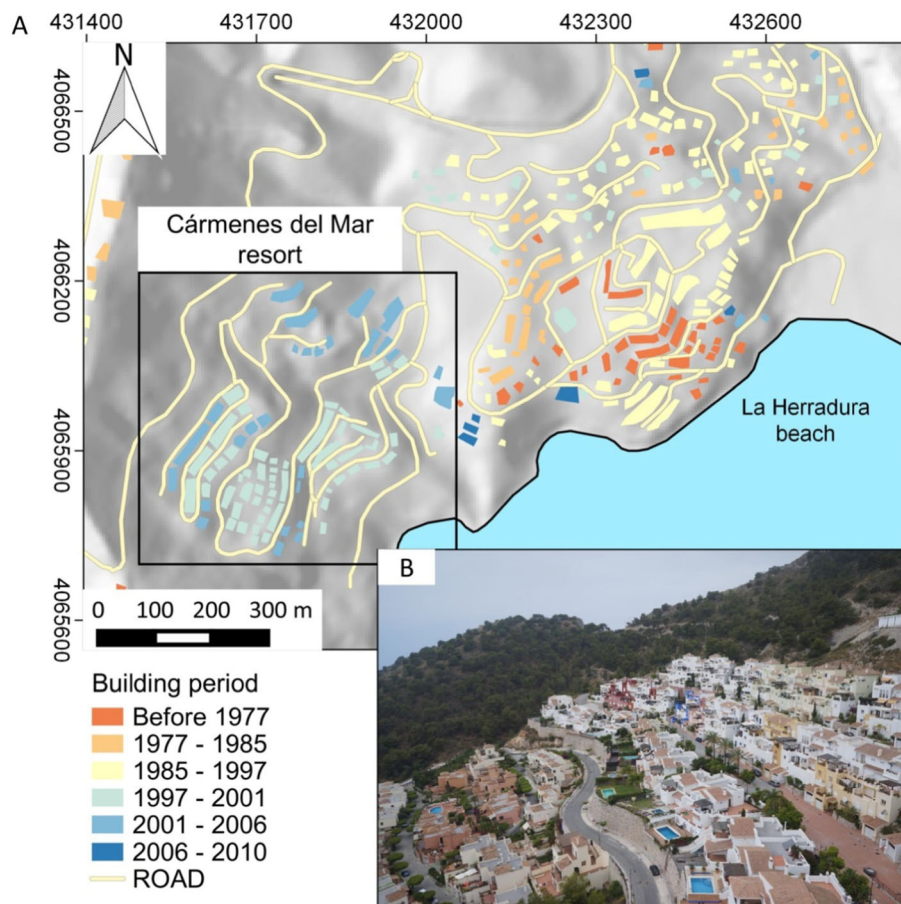 A
431400
431700
432000
432300
432600
N
4066500
4066200
4065900
4065600
Cármenes del Mar
resort
La Herradura
beach
B
0 100 200 300 m
Building period
Before 1977
1977 - 1985
1985 - 1997
1997 - 2001
2001 - 2006
2006 - 2010
ROAD